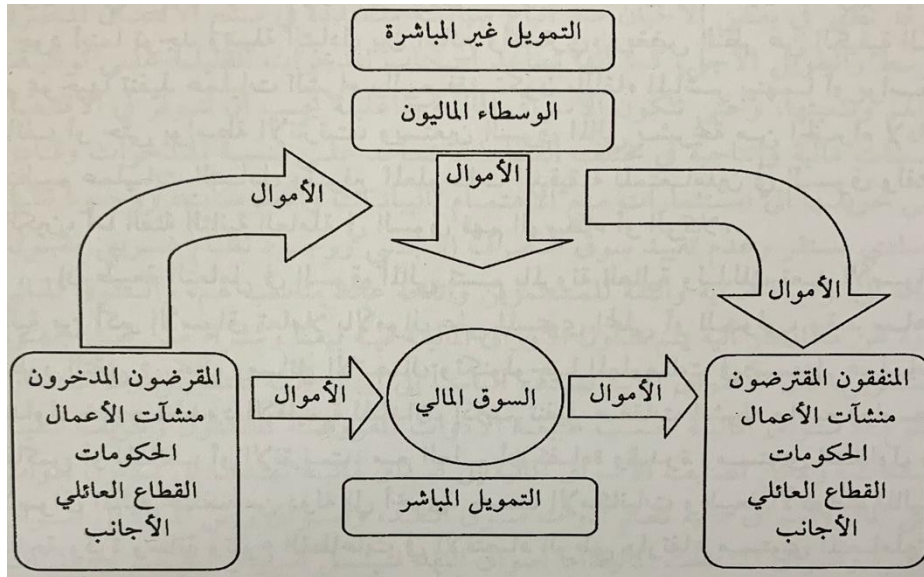 التمويل غير المباشرة
الوسطاء الماليون
الأموال
الأموال
الأموال
المقرضون المدخرون
منشآت الأعمال
الحكومات
القطاع العائلي
الأجانب
الأموال
السوق المالي
الأموال
المنفقون المقترضون
منشآت الأعمال
الحكومات
القطاع العائلي
الأجانب
التمويل المباشر